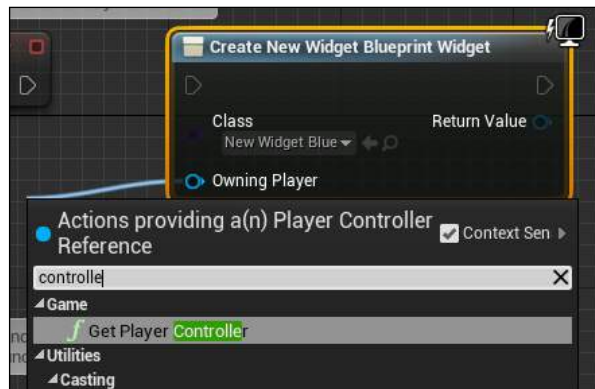 Create New Widget Blueprint Widget
Class
Return Value
New Widget Blue
Owning Player
Actions providing a(n) Player Controller
Reference
Context Sen
controlle
Game
f Get Player Controller
Utilities
Casting